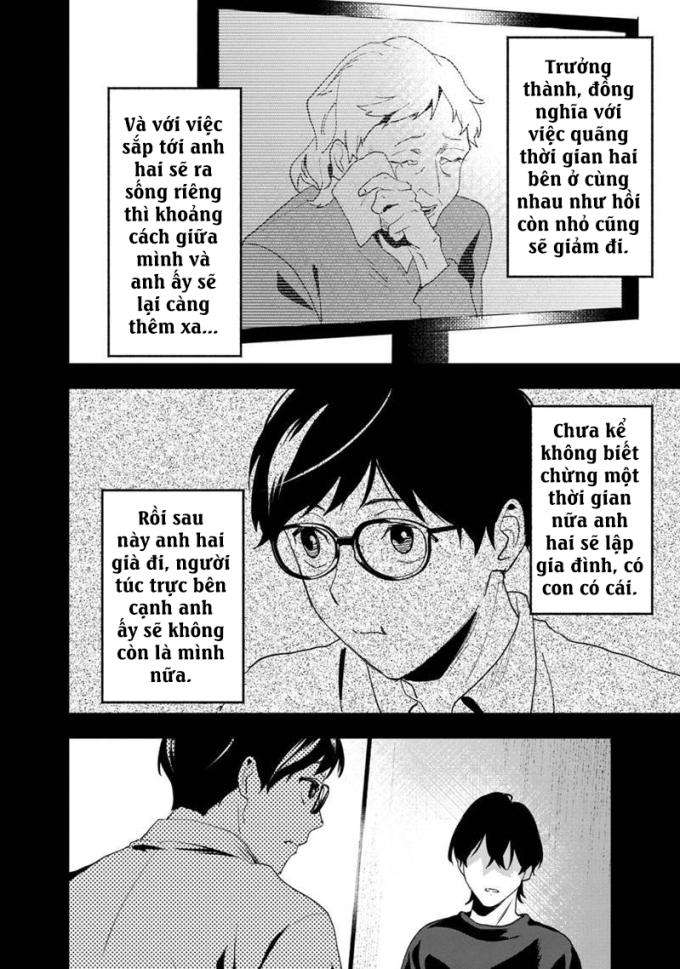 Trưởng
thành, đồng
nghĩa với
việc quãng
thời gian hai
bên ở cùng
nhau như hồi
còn nhỏ cũng
sẽ giảm đi.
Và với việc
sắp tới anh
hai sẽ ra
sống riêng
thì khoảng
cách giữa
mình và
anh ấy sẽ
lại càng
thêm xa...
Chưa kể
không biết
chừng một
thời gian
nữa anh
hai sẽ lập
gia đình, có
con có cái.
Rồi sau
này anh hai
già đi, người
túc trực bên
cạnh anh
ấy sẽ không
còn là mình
nữa.